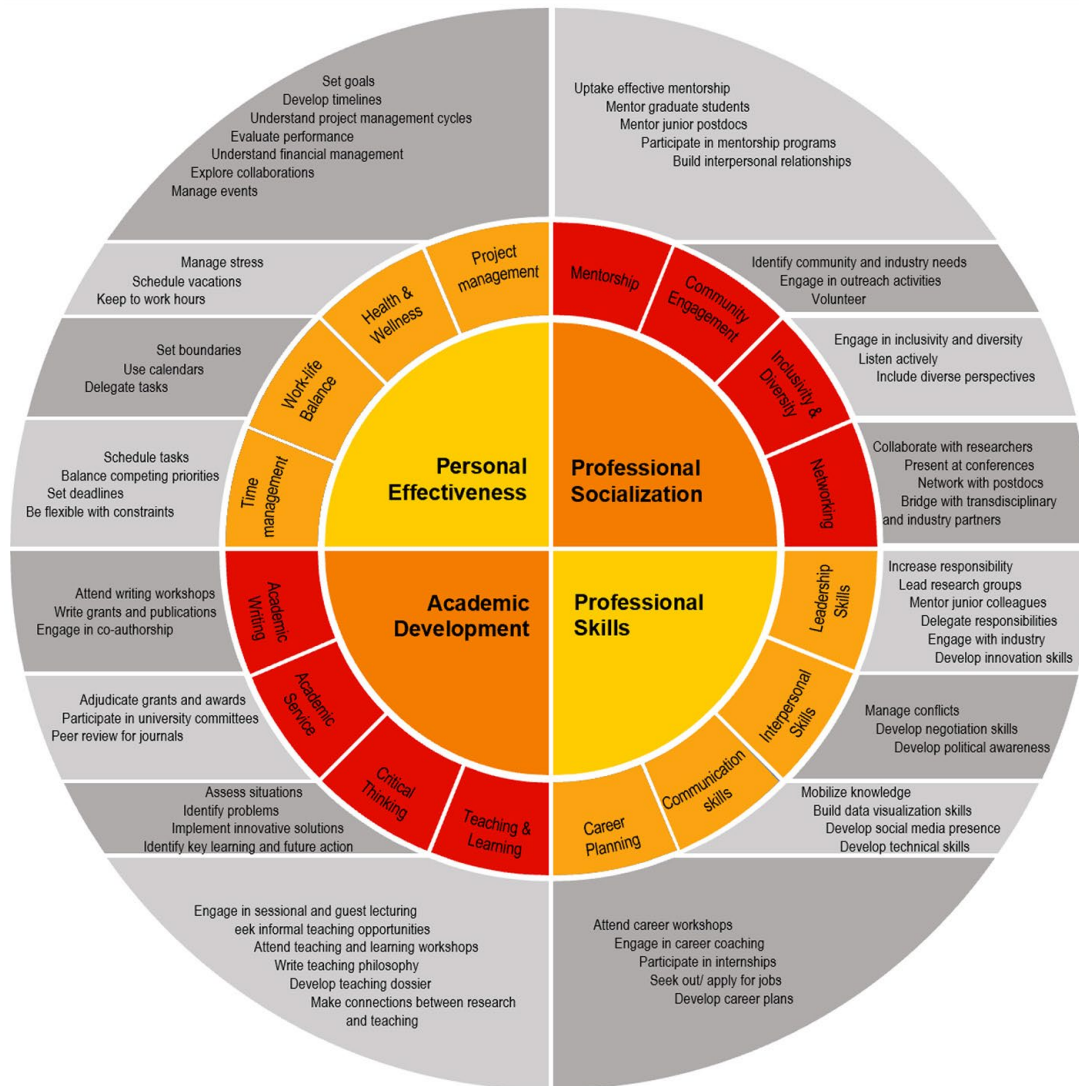 Set goals
Develop timelines
Understand project management cycles
Evaluate performance
Understand financial management
Explore collaborations
Manage events
Uptake effective mentorship
Mentor graduate students
Mentor junior postdocs
Participate in mentorship programs
Build interpersonal relationships
Manage stress
Schedule vacations
Keep to work hours
Set boundaries
Use calendars
Delegate tasks
Schedule tasks
Balance competing priorities
Set deadlines
Be flexible with constraints
Project
management
Health &
Wellness
Work-life
Balance
Time
management
Mentorship
Community
Engagement
Inclusivity &
Diversity
Networking
Identify community and industry needs
Engage in outreach activities
Volunteer
Engage in inclusivity and diversity
Listen actively
Include diverse perspectives
Collaborate with researchers
Present at conferences
Network with postdocs
Bridge with transdisciplinary
and industry partners
Personal
Effectiveness
Professional
Socialization
Academic
Development
Professional
Skills
Attend writing workshops
Write grants and publications
Engage in co-authorship
Adjudicate grants and awards
Participate in university committees
Peer review for journals
Assess situations
Identify problems
Implement innovative solutions
Identify key learning and future action
Academic
Writing
Academic
Service
Critical
Thinking
Teaching &
Learning
Leadership
Skills
Interpersonal
Skills
Communication
skills
Career
Planning
Increase responsibility
Lead research groups
Mentor junior colleagues
Delegate responsibilities
Engage with industry
Develop innovation skills
Manage conflicts
Develop negotiation skills
Develop political awareness
Mobilize knowledge
Build data visualization skills
Develop social media presence
Develop technical skills
Engage in sessional and guest lecturing
eek informal teaching opportunities
Attend teaching and learning workshops
Write teaching philosophy
Develop teaching dossier
Make connections between research
and teaching
Attend career workshops
Engage in career coaching
Participate in internships
Seek out/ apply for jobs
Develop career plans